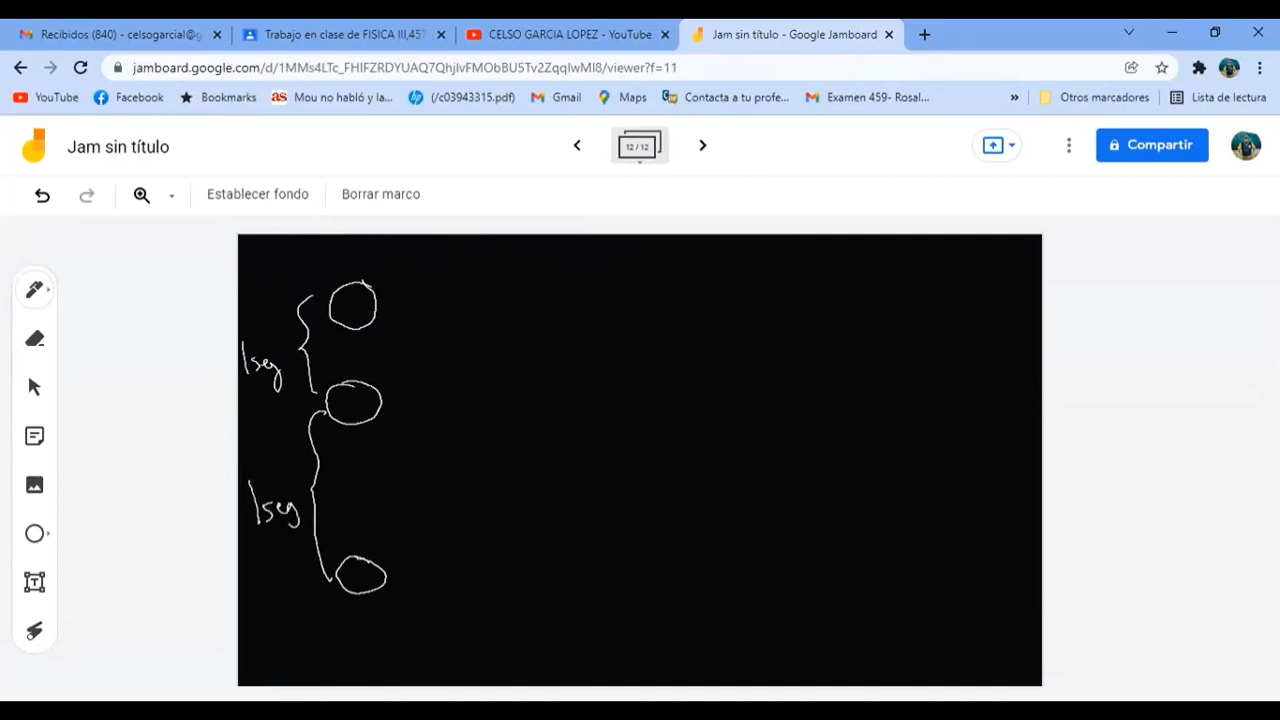 Recibidos (840) - celsogarcial@g
Trabajo en clase de FISICA III,457
CELSO GARCIA LOPEZ - YouTube
Jam sin título - Google Jamboard
jamboard.google.com/d/1MMs4LTc_FHIFZRDYUAQ7QhjIvFMObBU5Tv2ZqqIwMI8/viewer?f=11
YouTube
Facebook
Bookmarks
as Mou no habló y la...
(/c03943315.pdf)
Gmail
Maps
Contacta a tu profe...
Examen 459- Rosal...
»
Otros marcadores
Lista de lectura
Jam sin título
12 / 12
Compartir
Establecer fondo
Borrar marco
1seg
1seg